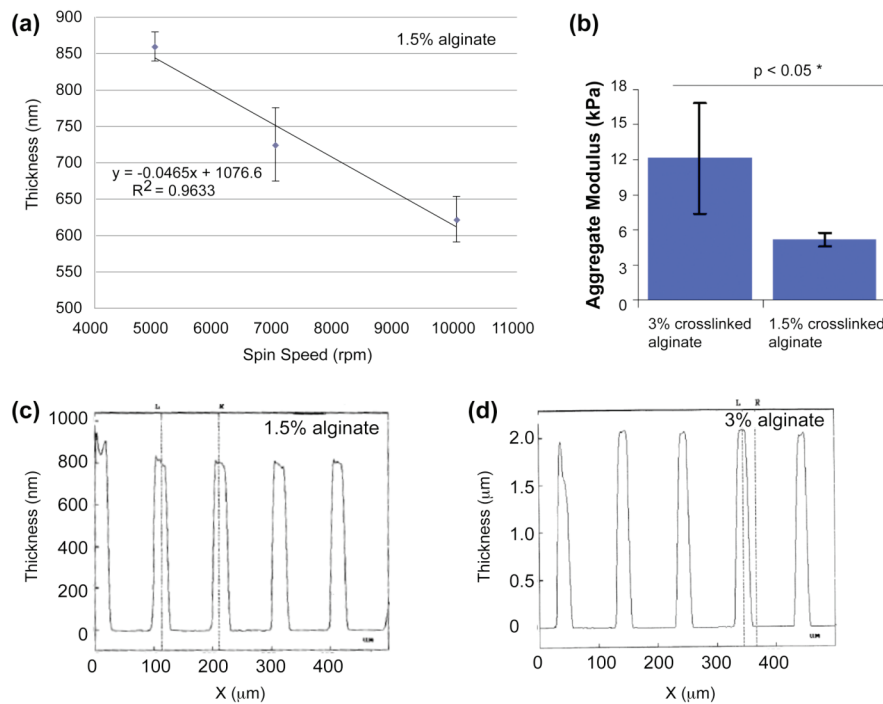 (a)
1.5% alginate
900
850
800
750
700
650
600
550
500
Thickness (nm)
y = -0.0465x + 1076.6
R2 = 0.9633
4000 5000 6000 7000 8000 9000 10000 11000
Spin Speed (rpm)
(b)
p < 0.05 *
18
15
12
9
6
3
0
Aggregate Modulus (kPa)
3% crosslinked alginate
1.5% crosslinked alginate
(c)
L R
1.5% alginate
1000
800
600
400
200
0
Thickness (nm)
0 100 200 300 400
X (μm)
(d)
L R
3% alginate
2.0
1.5
1.0
0.5
0
Thickness (μm)
UM
0 100 200 300 400
X (μm)